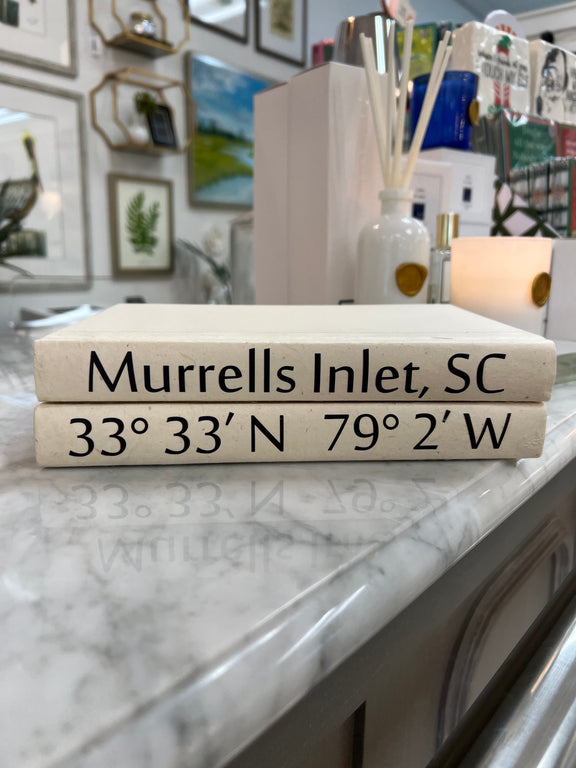 Murrells Inlet, SC
33° 33′ N 79° 2′ W